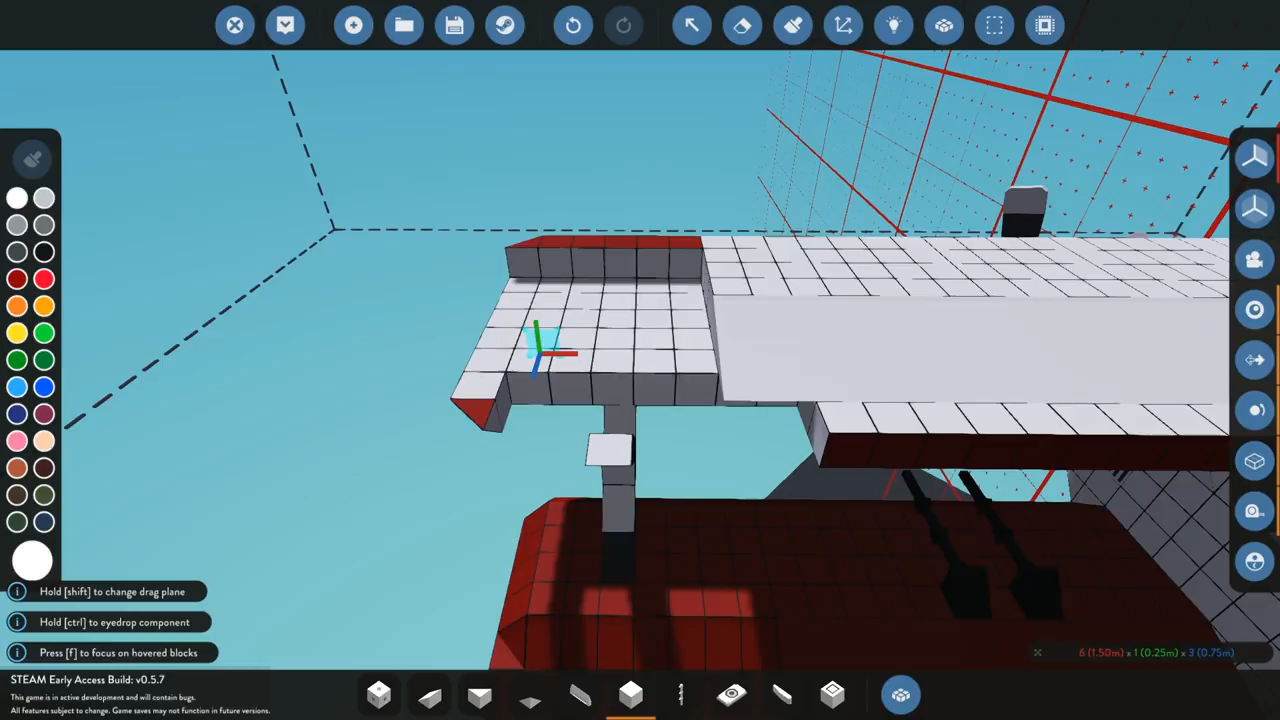 Hold [shift] to change drag plane
Hold [ctrl] to eyedrop component
Press [f] to focus on hovered blocks
6 (1.50m) x 1 (0.25m) x 3 (0.75m)
STEAM Early Access Build: v0.5.7
This game is in active development and will contain bugs.
All features subject to change. Game saves may not function in future versions.